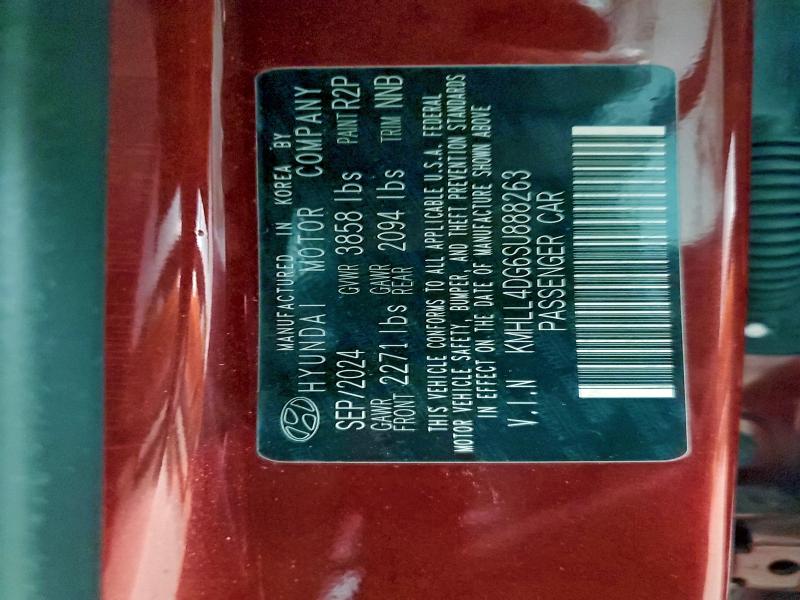 MANUFACTURED IN KOREA BY
HYUNDAI MOTOR COMPANY
SEP/2024 GVWR 3858 lbs PAINT R2P
GAWR FRONT 2271 lbs GAWR REAR 2094 lbs TRIM NNB
THIS VEHICLE CONFORMS TO ALL APPLICABLE U.S.A. FEDERAL
MOTOR VEHICLE SAFETY, BUMPER, AND THEFT PREVENTION STANDARDS
IN EFFECT ON THE DATE OF MANUFACTURE SHOWN ABOVE
V.I.N KMHLL4DG6SU888263
PASSENGER CAR